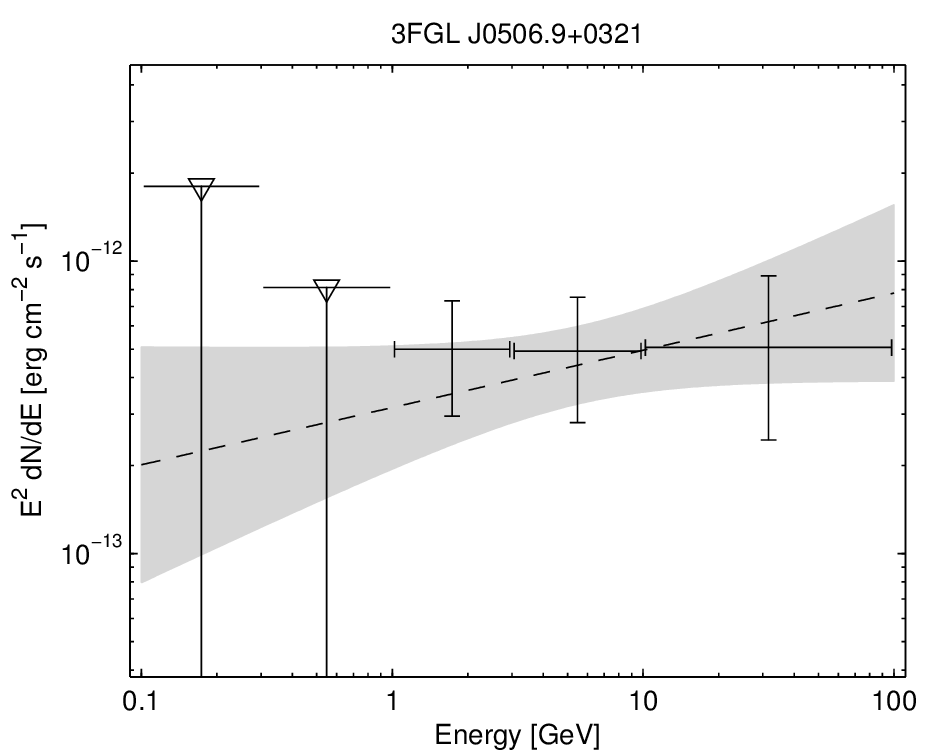 3FGL J0506.9+0321
E² dN/dE [erg cm⁻² s⁻¹]
10⁻¹²
10⁻¹³
0.1 1 10 100
Energy [GeV]